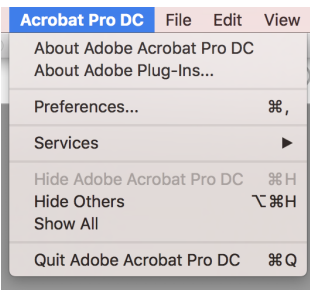 Acrobat Pro DC File Edit View
About Adobe Acrobat Pro DC
About Adobe Plug-Ins...
Preferences... ⌘,
Services ▶
Hide Adobe Acrobat Pro DC ⌘H
Hide Others ⌥⌘H
Show All
Quit Adobe Acrobat Pro DC ⌘Q